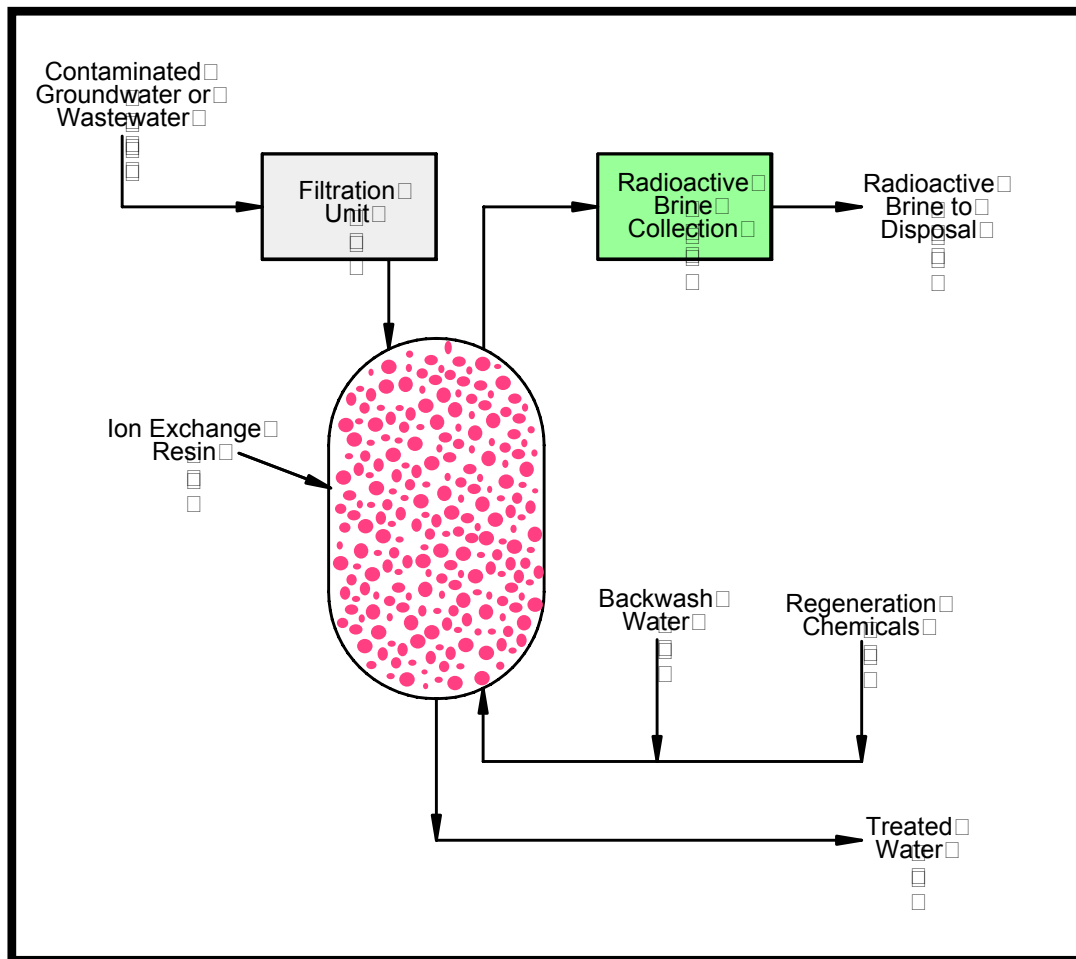 Contaminated
Groundwater or
Wastewater
Filtration
Unit
Radioactive
Brine
Collection
Radioactive
Brine to
Disposal
Ion Exchange
Resin
Backwash
Water
Regeneration
Chemicals
Treated
Water